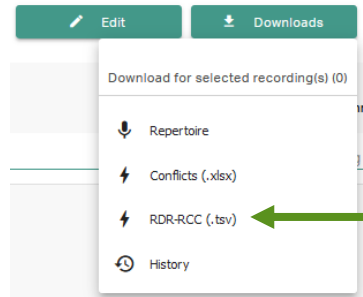 Edit
Downloads
Download for selected recording(s) (0)
Repertoire
Conflicts (.xlsx)
RDR-RCC (.tsv)
History